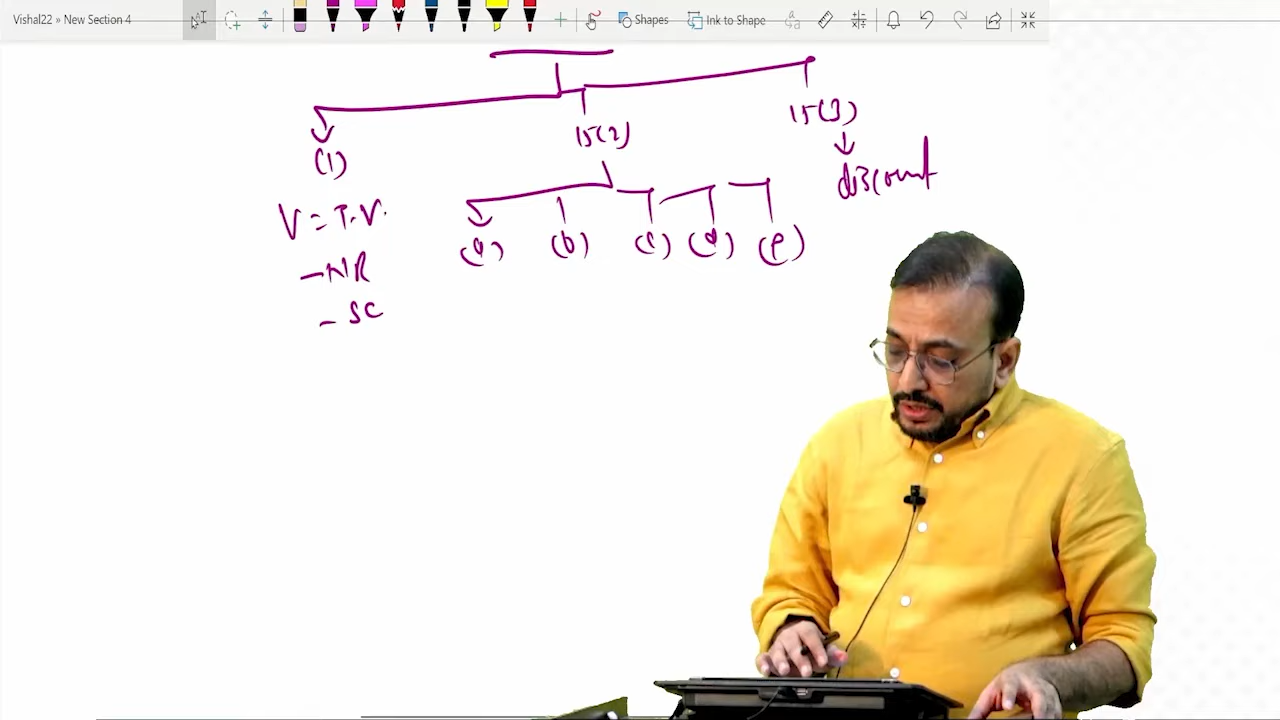 Vishal22 » New Section 4
Shapes
Ink to Shape
(1)
15(2)
15(3)
discount
V = T.V.
- NR
- SC
(a) (b) (c) (d) (e)